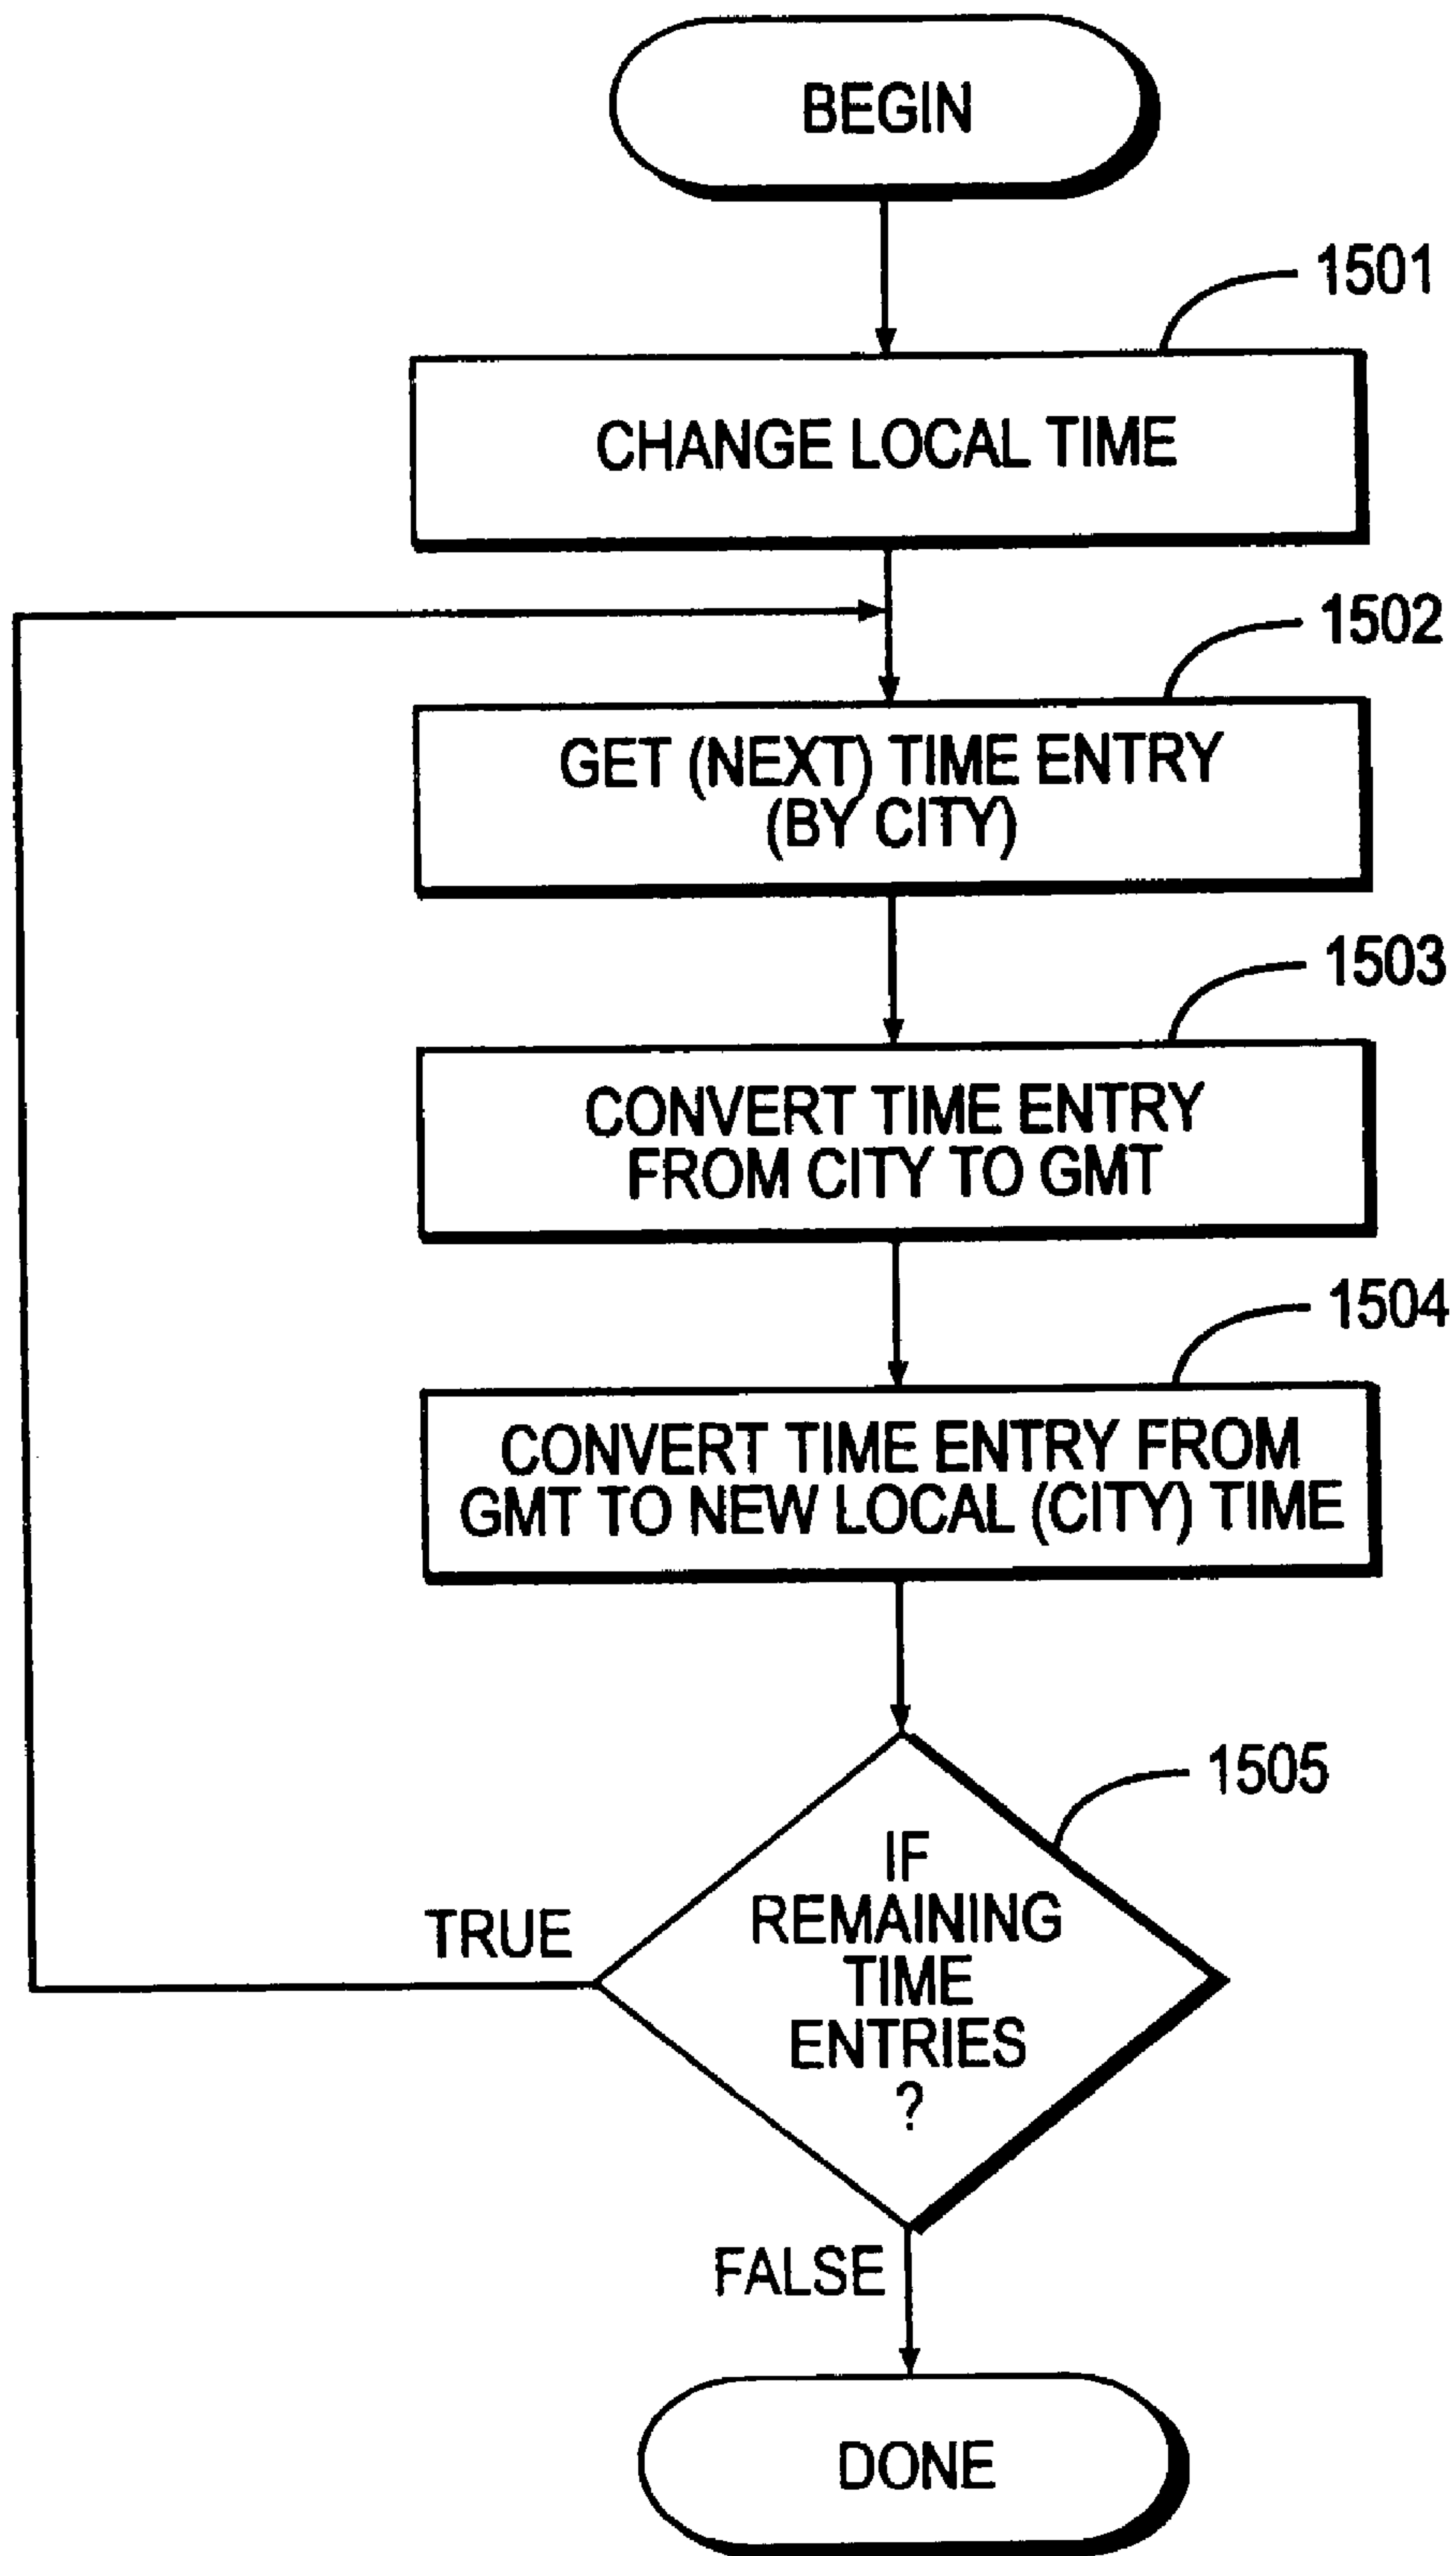 BEGIN
1501
CHANGE LOCAL TIME
1502
GET (NEXT) TIME ENTRY
(BY CITY)
1503
CONVERT TIME ENTRY
FROM CITY TO GMT
1504
CONVERT TIME ENTRY FROM
GMT TO NEW LOCAL (CITY) TIME
1505
IF
REMAINING
TIME
ENTRIES
?
TRUE
FALSE
DONE